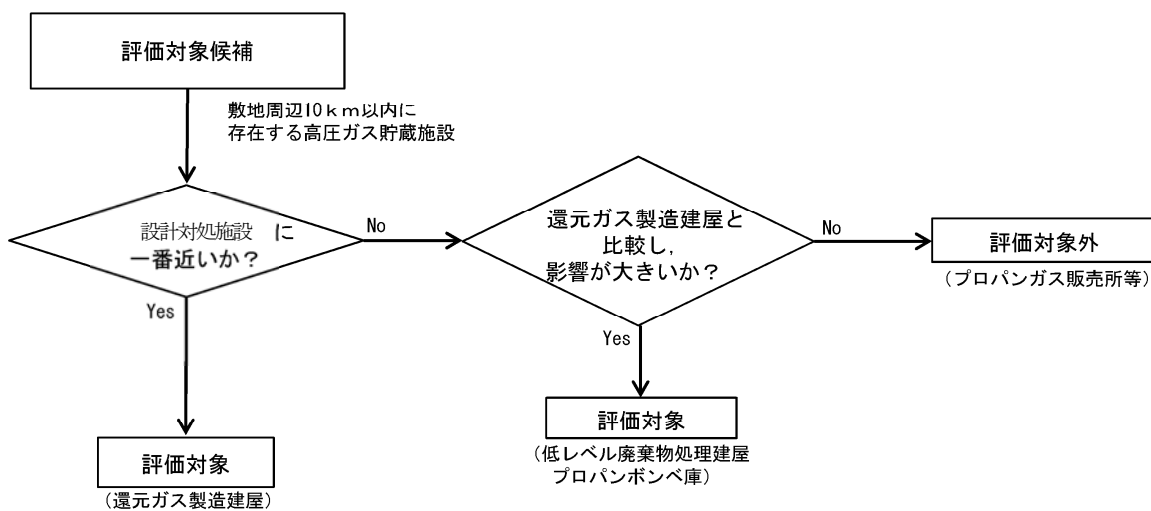 評価対象候補
敷地周辺10km以内に
存在する高圧ガス貯蔵施設
設計対処施設 に
一番近いか？
No
還元ガス製造建屋と
比較し,
影響が大きいか？
No
評価対象外
（プロパンガス販売所等）
Yes
Yes
評価対象
（低レベル廃棄物処理建屋
プロパンボンベ庫）
評価対象
（還元ガス製造建屋）